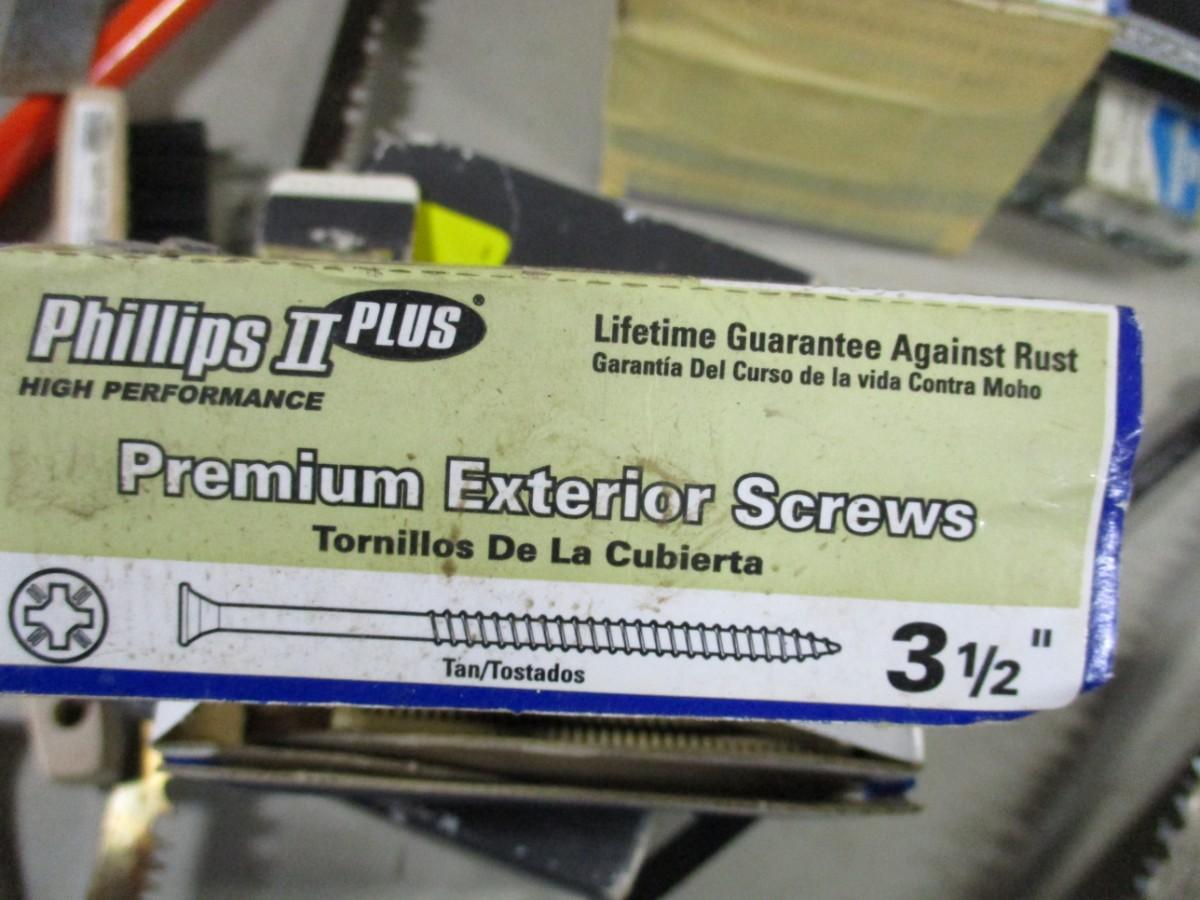 Phillips II PLUS®
HIGH PERFORMANCE
Lifetime Guarantee Against Rust
Garantía Del Curso de la vida Contra Moho
Premium Exterior Screws
Tornillos De La Cubierta
Tan/Tostados
3 1/2"